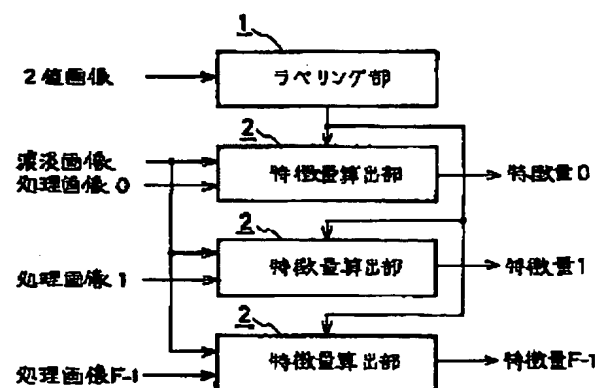 1
2値画像
ラベリング部
2
濃淡画像
処理画像0
特徴量算出部
特徴量0
2
処理画像1
特徴量算出部
特徴量1
2
処理画像F-1
特徴量算出部
特徴量F-1